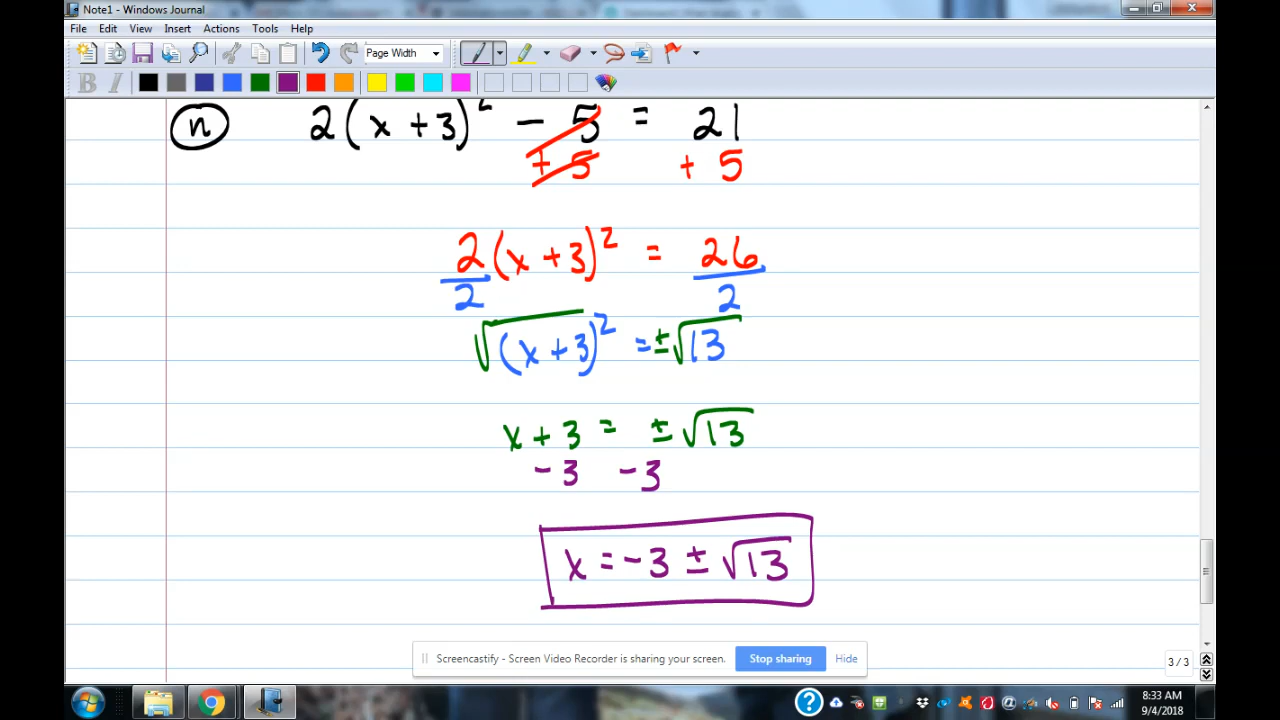 Note1 - Windows Journal
File Edit View Insert Actions Tools Help
Page Width
B I
n 2(x + 3)² - 5 = 21
+ 5 + 5
2(x + 3)² = 26
2 2
√(x + 3)² = ±√13
x + 3 = ±√13
- 3 - 3
x = -3 ± √13
Screencastify - Screen Video Recorder is sharing your screen. Stop sharing Hide
3 / 3
8:33 AM
9/4/2018